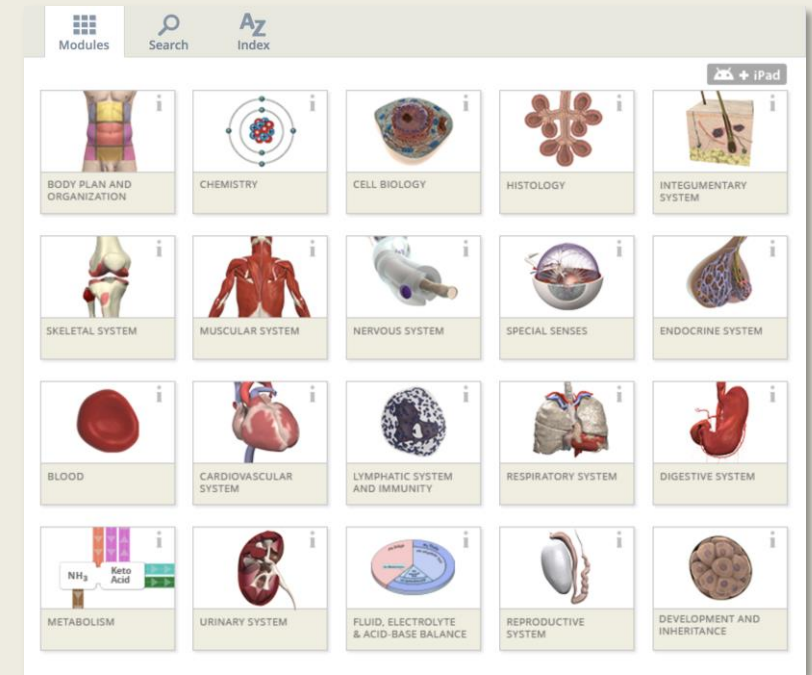 Modules
Search
AZ
Index
+ iPad
BODY PLAN AND
ORGANIZATION
CHEMISTRY
CELL BIOLOGY
HISTOLOGY
INTEGUMENTARY
SYSTEM
SKELETAL SYSTEM
MUSCULAR SYSTEM
NERVOUS SYSTEM
SPECIAL SENSES
ENDOCRINE SYSTEM
BLOOD
CARDIOVASCULAR
SYSTEM
LYMPHATIC SYSTEM
AND IMMUNITY
RESPIRATORY SYSTEM
DIGESTIVE SYSTEM
NH3
Keto
Acid
METABOLISM
URINARY SYSTEM
FLUID, ELECTROLYTE
& ACID-BASE BALANCE
REPRODUCTIVE
SYSTEM
DEVELOPMENT AND
INHERITANCE